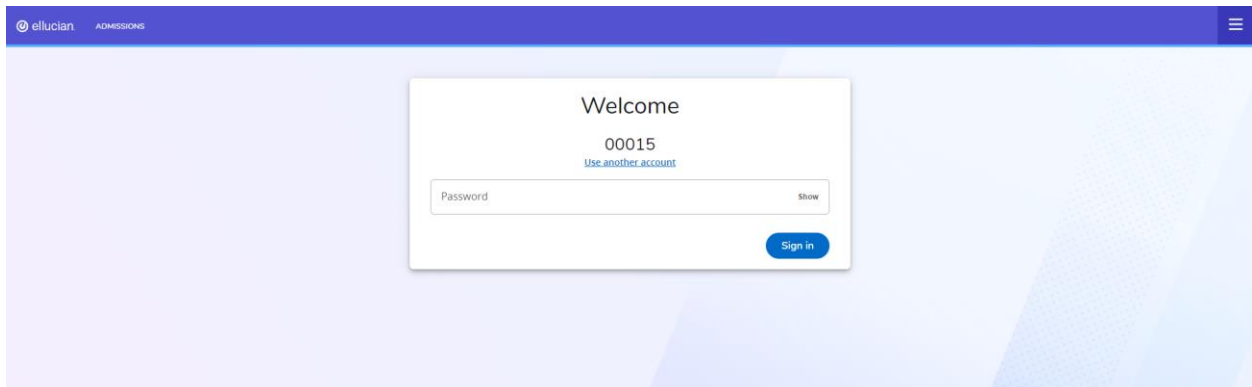 ellucian. ADMISSIONS
Welcome
00015
Use another account
Password Show
Sign in